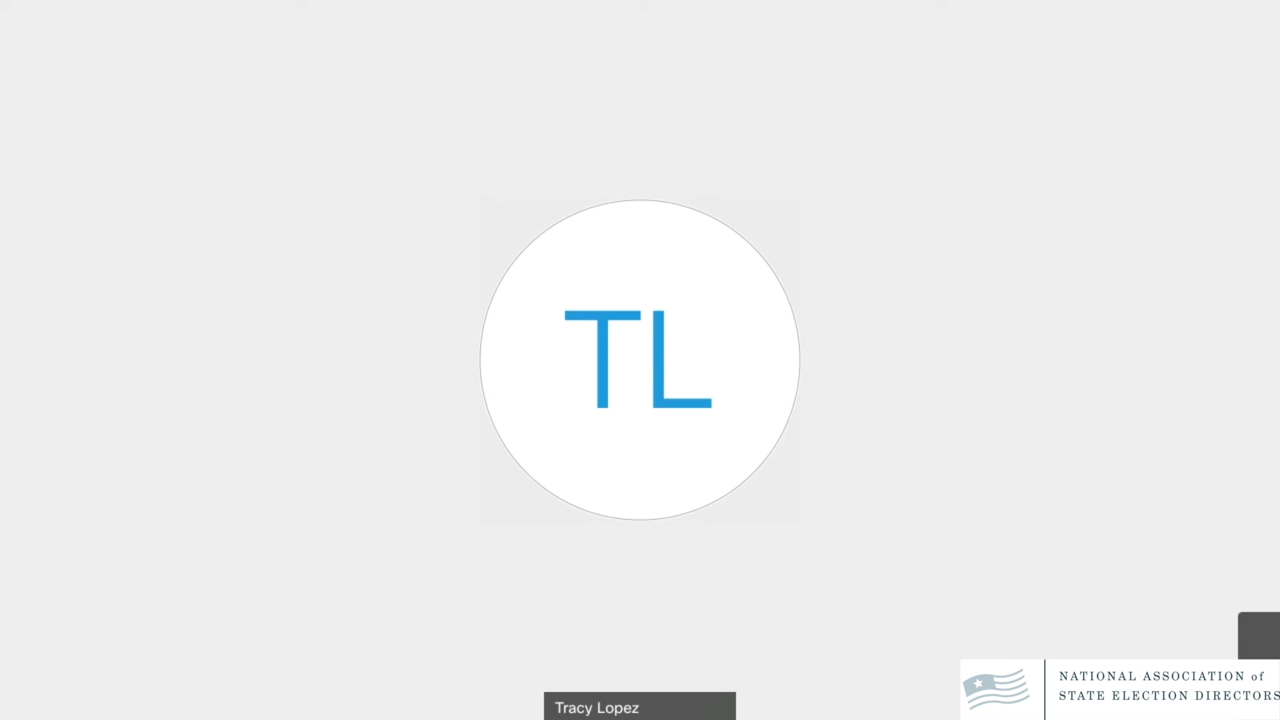 TL
Tracy Lopez
NATIONAL ASSOCIATION of
STATE ELECTION DIRECTORS